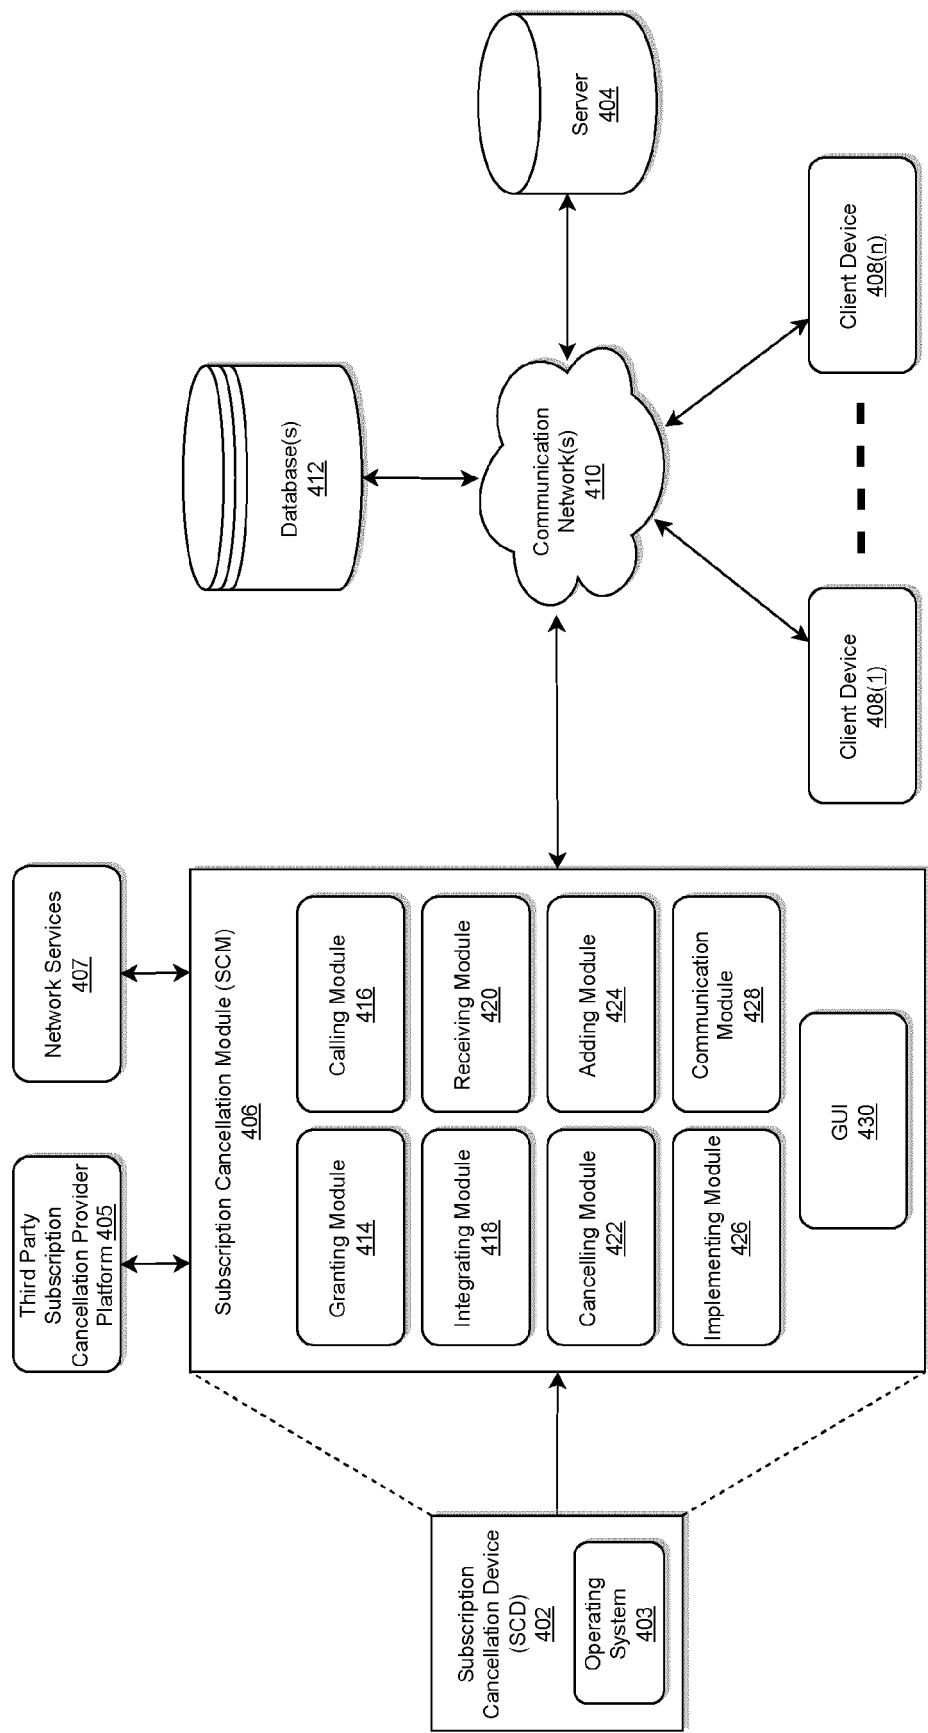 Third Party
Subscription
Cancellation Provider
Platform 405
Network Services
407
Subscription
Cancellation Device
(SCD)
402
Operating
System
403
Subscription Cancellation Module (SCM)
406
Granting Module
414
Calling Module
416
Integrating Module
418
Receiving Module
420
Cancelling Module
422
Adding Module
424
Implementing Module
426
Communication
Module
428
GUI
430
Database(s)
412
Communication
Network(s)
410
Server
404
Client Device
408(1)
Client Device
408(n)